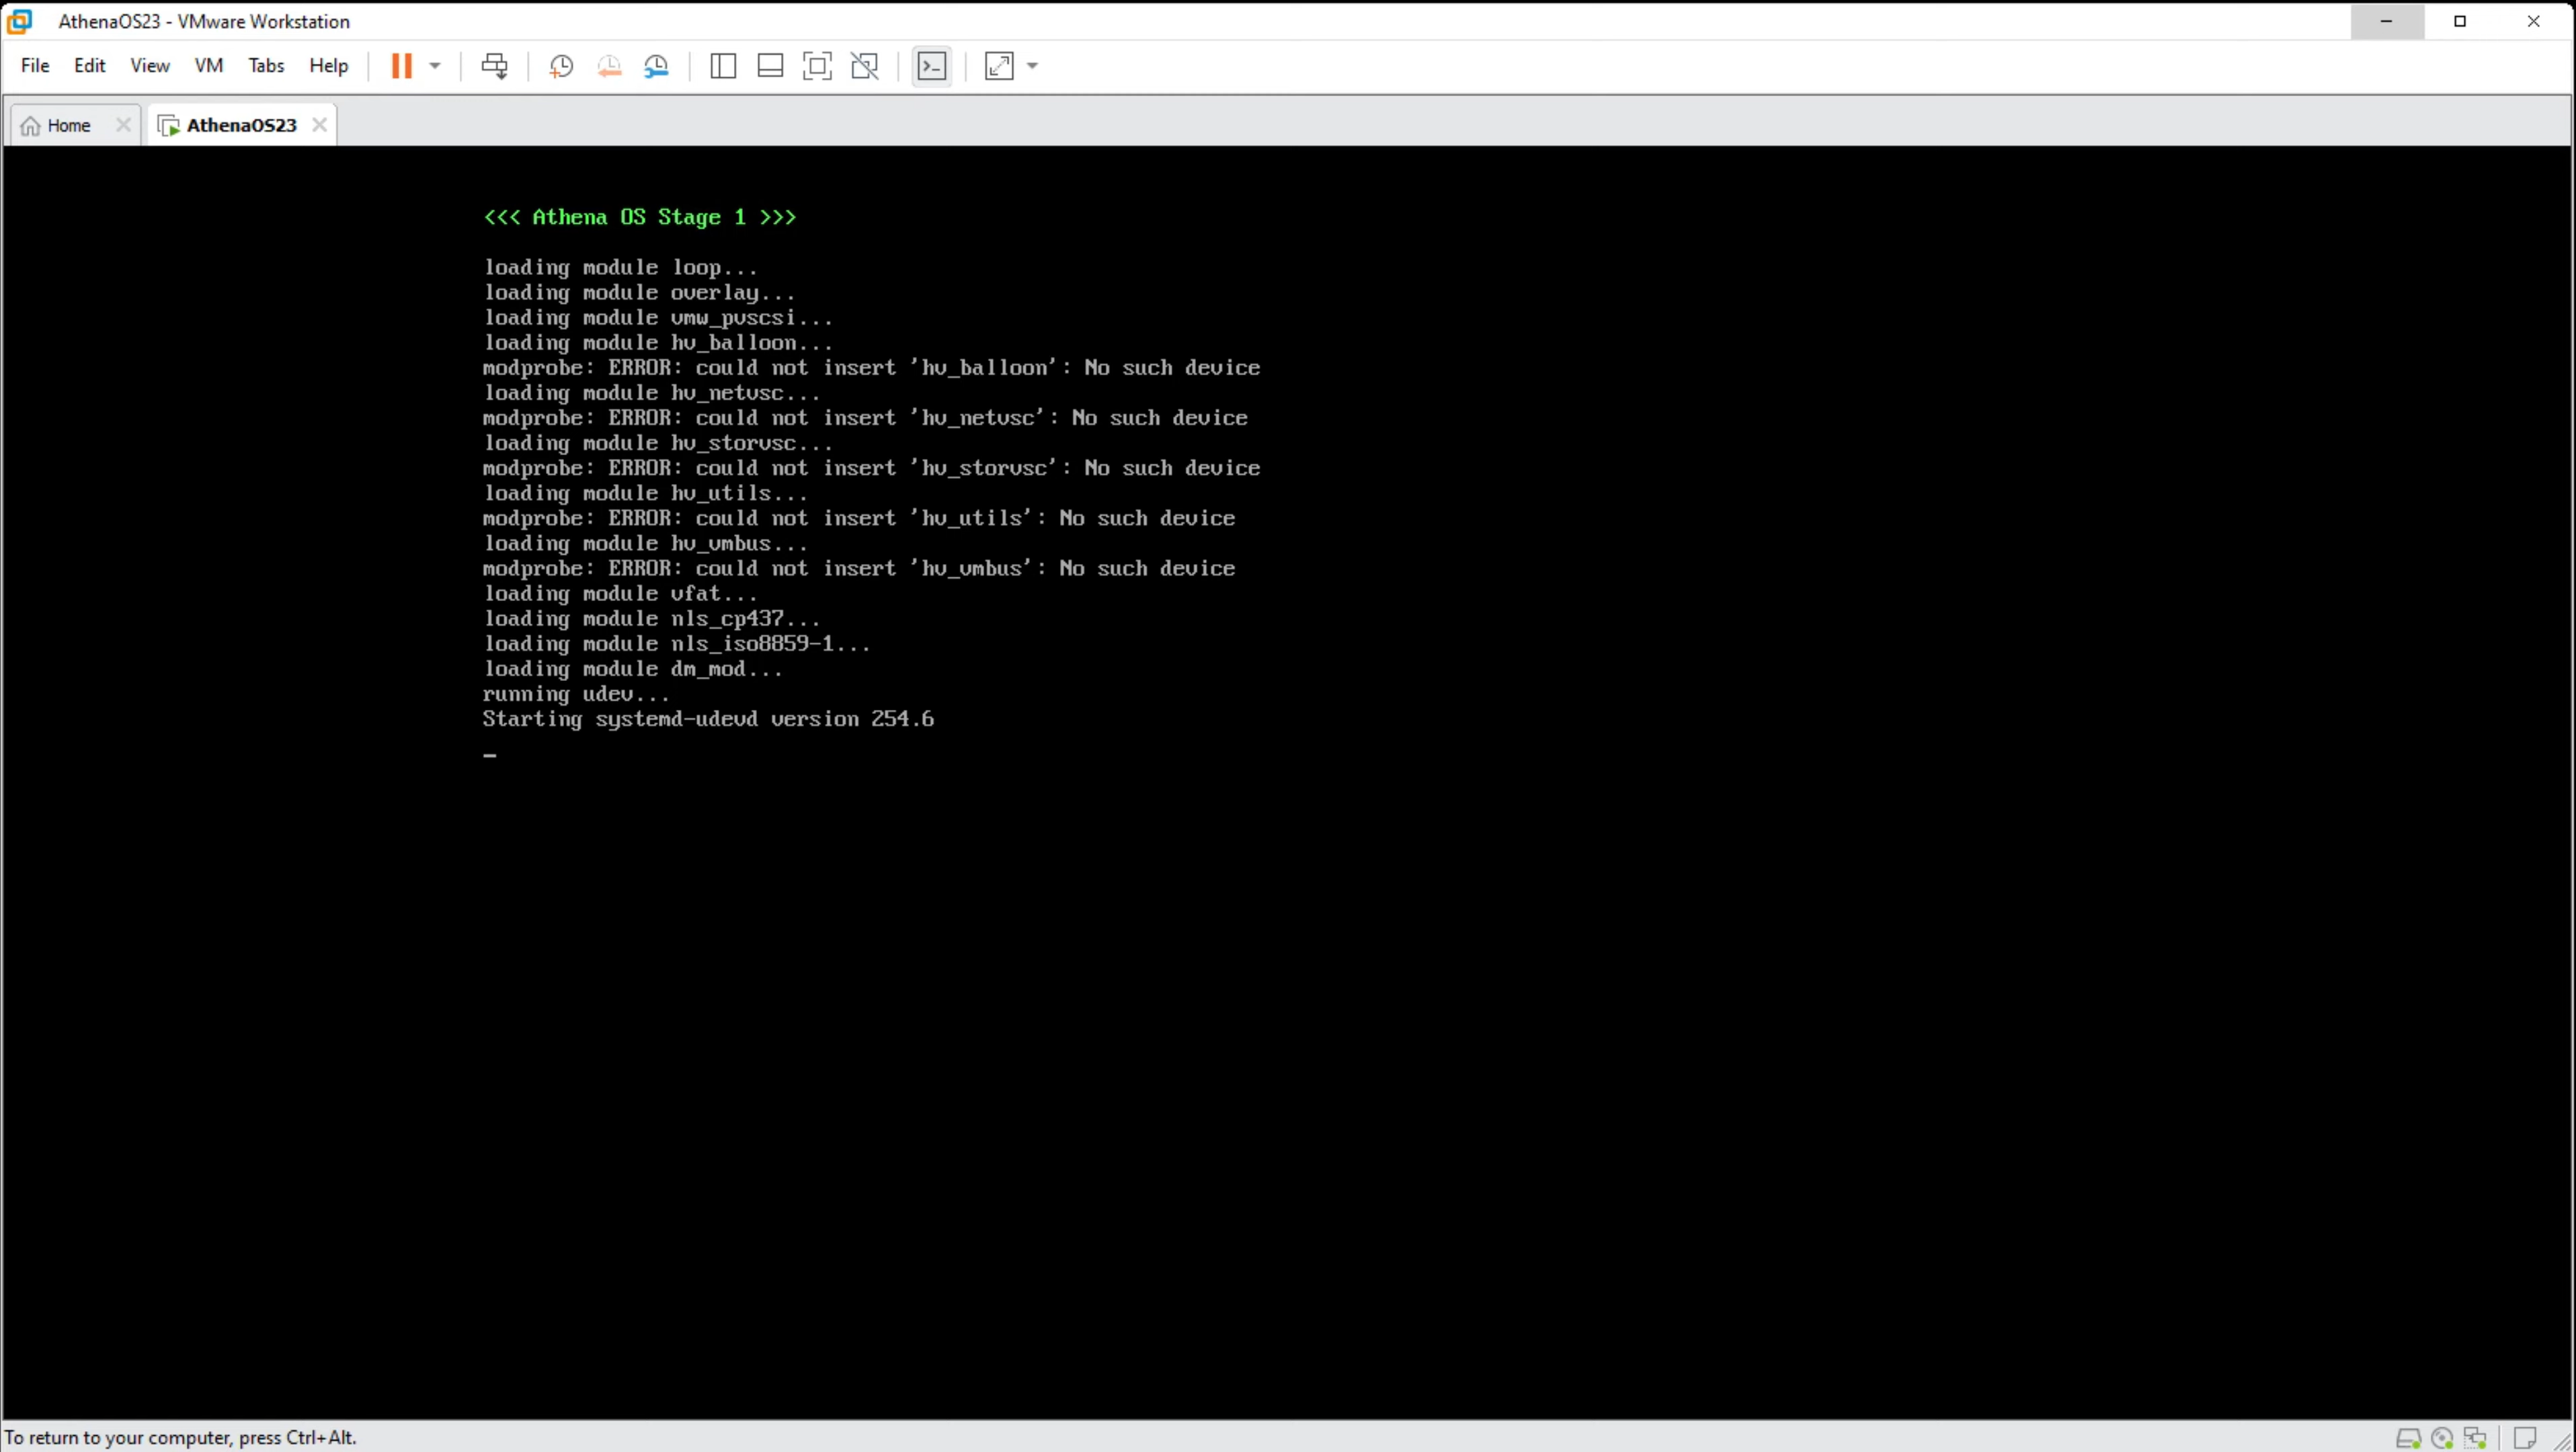 AthenaOS23 - VMware Workstation
File Edit View VM Tabs Help
Home AthenaOS23
<<< Athena OS Stage 1 >>>
loading module loop...
loading module overlay...
loading module vmw_pvscsi...
loading module hv_balloon...
modprobe: ERROR: could not insert 'hv_balloon': No such device
loading module hv_netvsc...
modprobe: ERROR: could not insert 'hv_netvsc': No such device
loading module hv_storvsc...
modprobe: ERROR: could not insert 'hv_storvsc': No such device
loading module hv_utils...
modprobe: ERROR: could not insert 'hv_utils': No such device
loading module hv_vmbus...
modprobe: ERROR: could not insert 'hv_vmbus': No such device
loading module vfat...
loading module nls_cp437...
loading module nls_iso8859-1...
loading module dm_mod...
running udev...
Starting systemd-udevd version 254.6
_
To return to your computer, press Ctrl+Alt.